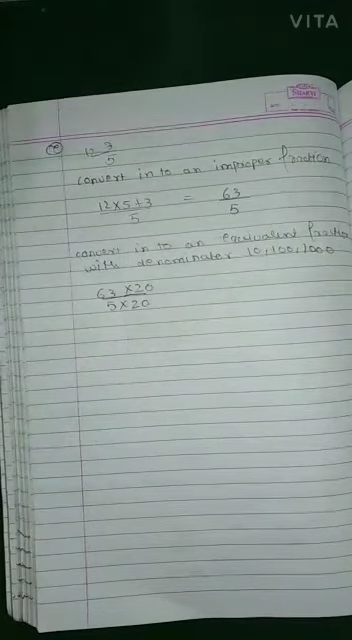 VITA
12 3/5
convert in to an improper fraction
12×5+3/5 = 63/5
convert in to an equivalent fraction
with denominator 10,100,1000
63 ×20/5×20